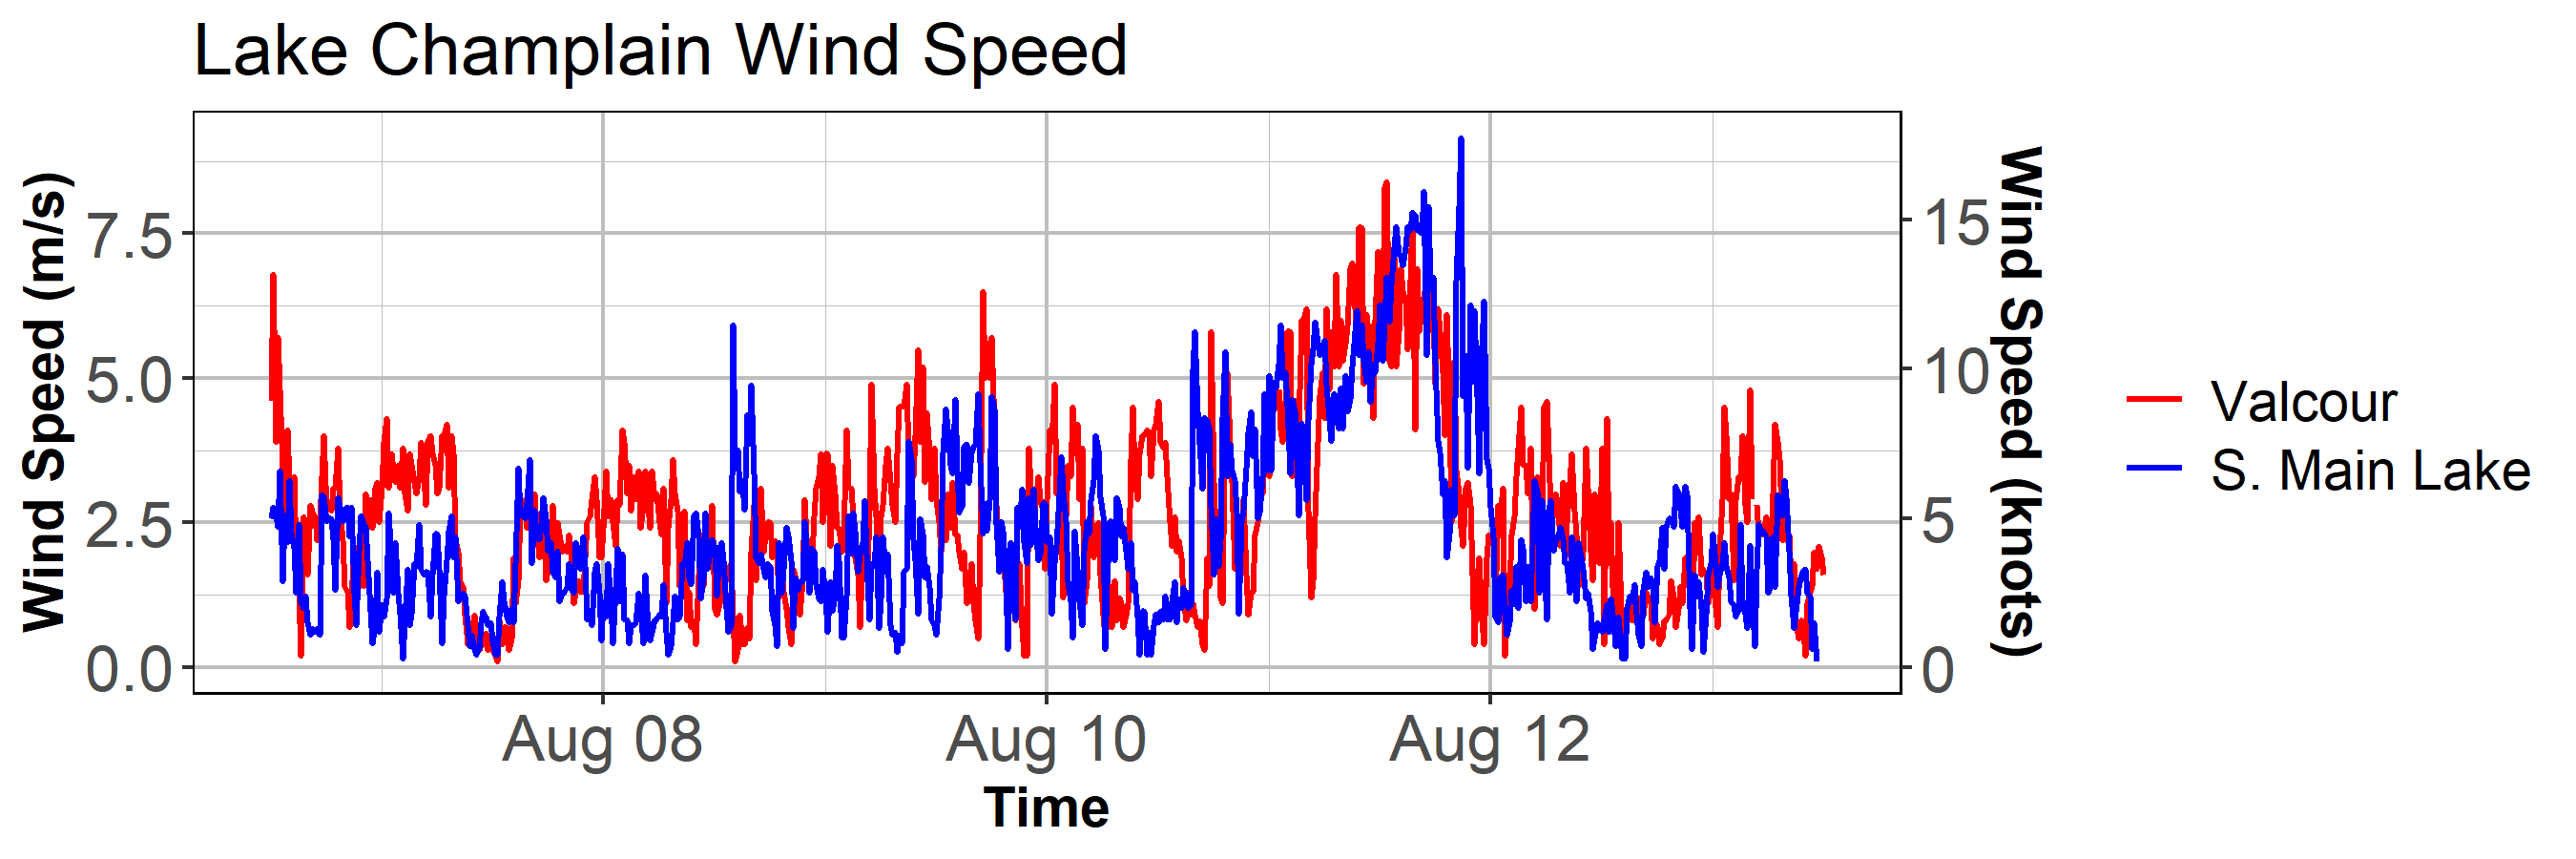 Lake Champlain Wind Speed
Wind Speed (m/s)
7.5
5.0
2.5
0.0
Wind Speed (knots)
15
10
5
0
Aug 08
Aug 10
Aug 12
Time
Valcour
S. Main Lake